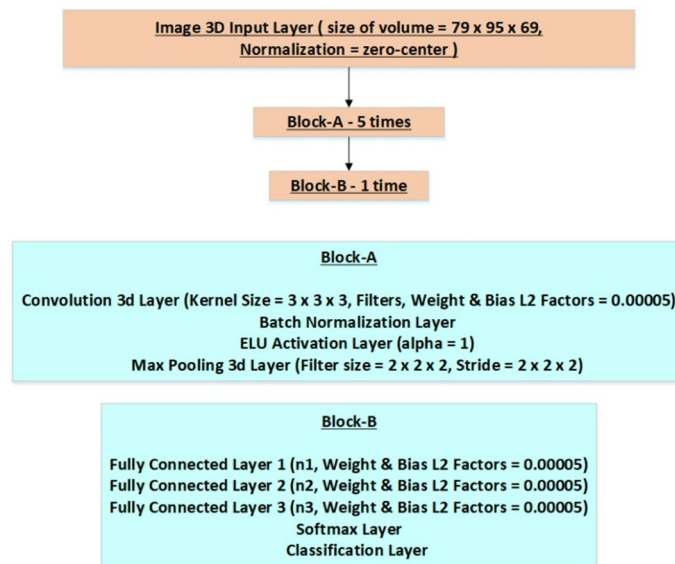 Image 3D Input Layer ( size of volume = 79 x 95 x 69,
Normalization = zero-center )
Block-A - 5 times
Block-B - 1 time
Block-A
Convolution 3d Layer (Kernel Size = 3 x 3 x 3, Filters, Weight & Bias L2 Factors = 0.00005)
Batch Normalization Layer
ELU Activation Layer (alpha = 1)
Max Pooling 3d Layer (Filter size = 2 x 2 x 2, Stride = 2 x 2 x 2)
Block-B
Fully Connected Layer 1 (n1, Weight & Bias L2 Factors = 0.00005)
Fully Connected Layer 2 (n2, Weight & Bias L2 Factors = 0.00005)
Fully Connected Layer 3 (n3, Weight & Bias L2 Factors = 0.00005)
Softmax Layer
Classification Layer